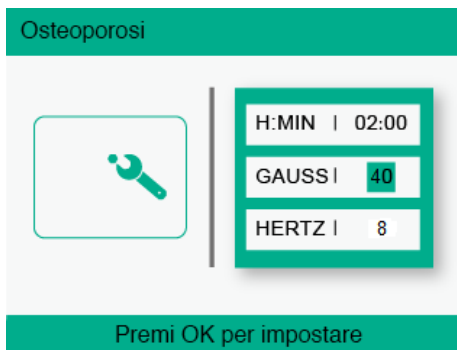 Osteoporosi
H:MIN | 02:00
GAUSS | 40
HERTZ | 8
Premi OK per impostare